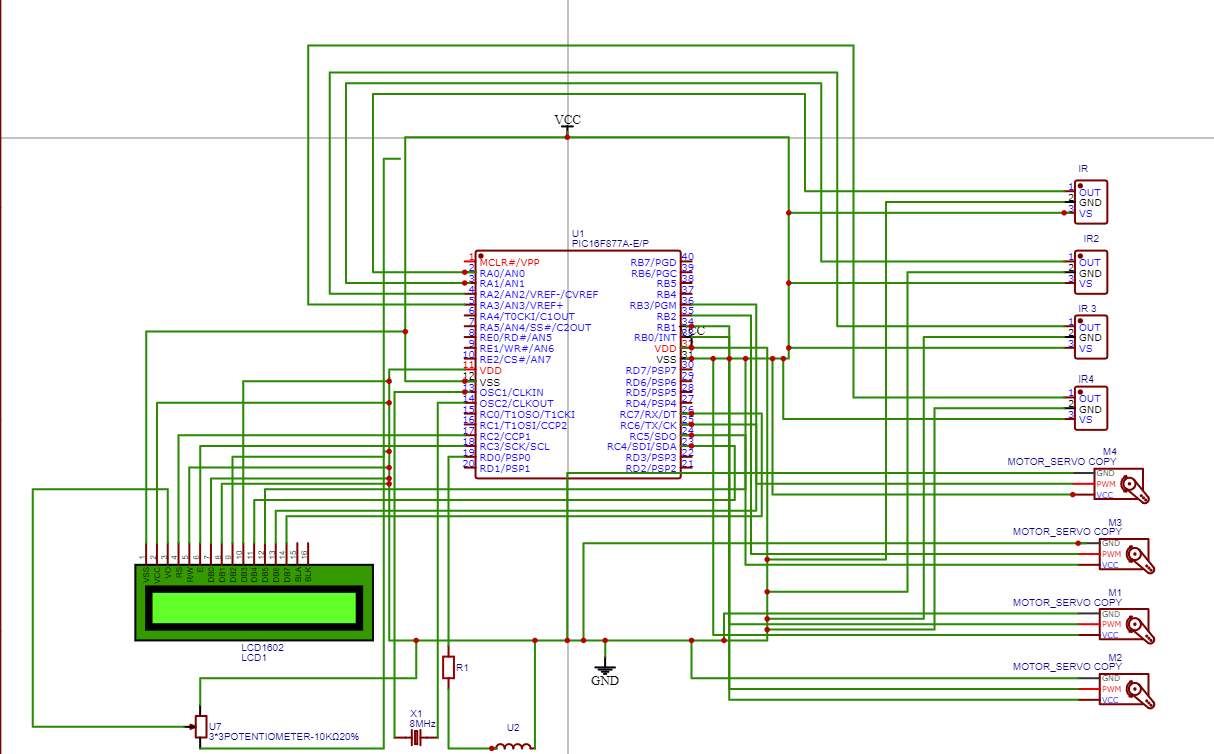 VCC
IR
1 OUT
2 GND
3 VS
IR2
1 OUT
2 GND
3 VS
IR 3
1 OUT
2 GND
3 VS
IR4
1 OUT
2 GND
3 VS
U1
PIC16F877A-E/P
1 MCLR#/VPP
2 RA0/AN0
3 RA1/AN1
4 RA2/AN2/VREF-/CVREF
5 RA3/AN3/VREF+
6 RA4/T0CKI/C1OUT
7 RA5/AN4/SS#/C2OUT
8 RE0/RD#/AN5
9 RE1/WR#/AN6
10 RE2/CS#/AN7
11 VDD
12 VSS
13 OSC1/CLKIN
14 OSC2/CLKOUT
15 RC0/T1OSO/T1CKI
16 RC1/T1OSI/CCP2
17 RC2/CCP1
18 RC3/SCK/SCL
19 RD0/PSP0
20 RD1/PSP1
RB7/PGD 40
RB6/PGC 39
RB5 38
RB4 37
RB3/PGM 36
RB2 35
RB1 34
RB0/INT 33
VDD 32
VSS 31
RD7/PSP7 30
RD6/PSP6 29
RD5/PSP5 28
RD4/PSP4 27
RC7/RX/DT 26
RC6/TX/CK 25
RC5/SDO 24
RC4/SDI/SDA 23
RD3/PSP3 22
RD2/PSP2 21
M4
MOTOR_SERVO COPY
GND
PWM
VCC
M3
MOTOR_SERVO COPY
GND
PWM
VCC
M1
MOTOR_SERVO COPY
GND
PWM
VCC
M2
MOTOR_SERVO COPY
GND
PWM
VCC
1 VSS
2 VCC
3 VO
4 RS
5 R/W
6 E
7 DB0
8 DB1
9 DB2
10 DB3
11 DB4
12 DB5
13 DB6
14 DB7
15 BLA
16 BLK
LCD1602
LCD1
R1
GND
U7
3*3POTENTIOMETER-10KΩ20%
X1
8MHz
U2